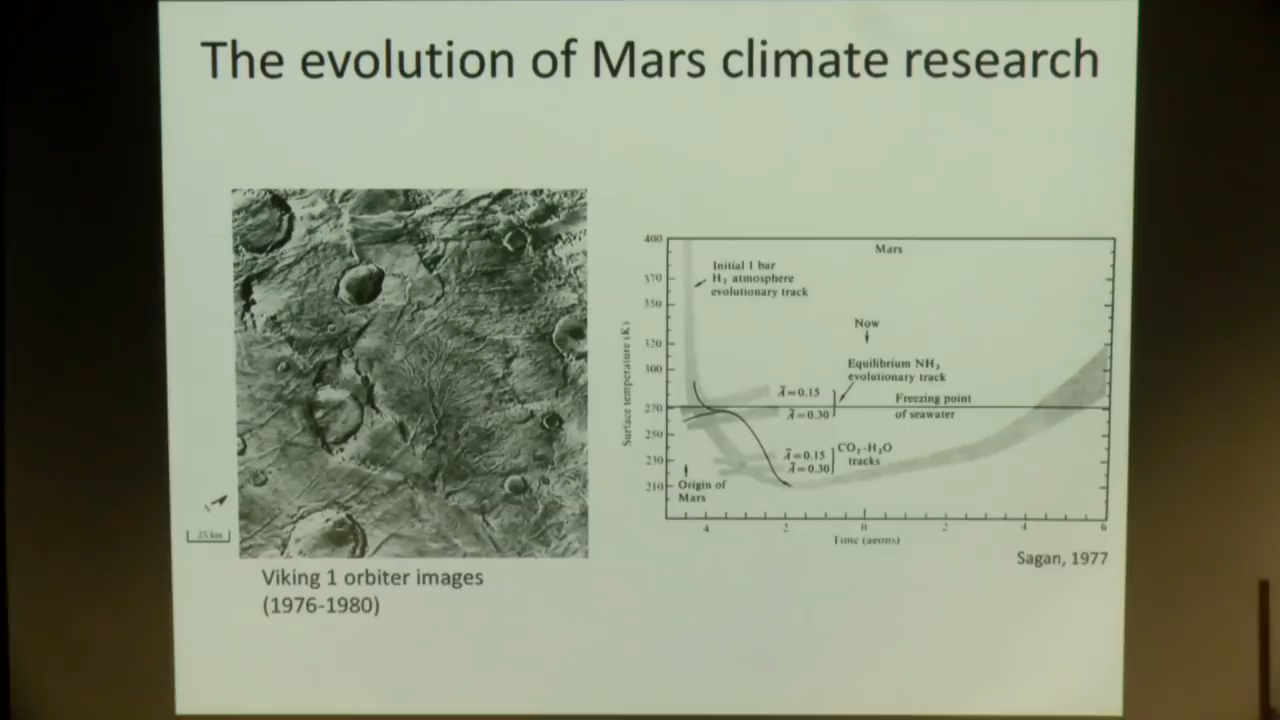 The evolution of Mars climate research
25 km
Viking 1 orbiter images
(1976-1980)
Mars
Initial 1 bar
H₂ atmosphere
evolutionary track
Now
Equilibrium NH₃
evolutionary track
Ā=0.15
Ā=0.30
Freezing point
of seawater
Ā=0.15
Ā=0.30
CO₂-H₂O
tracks
Origin of
Mars
Surface temperature (K)
400
370
350
320
300
270
250
230
210
4
2
0
2
4
6
Time (aeons)
Sagan, 1977